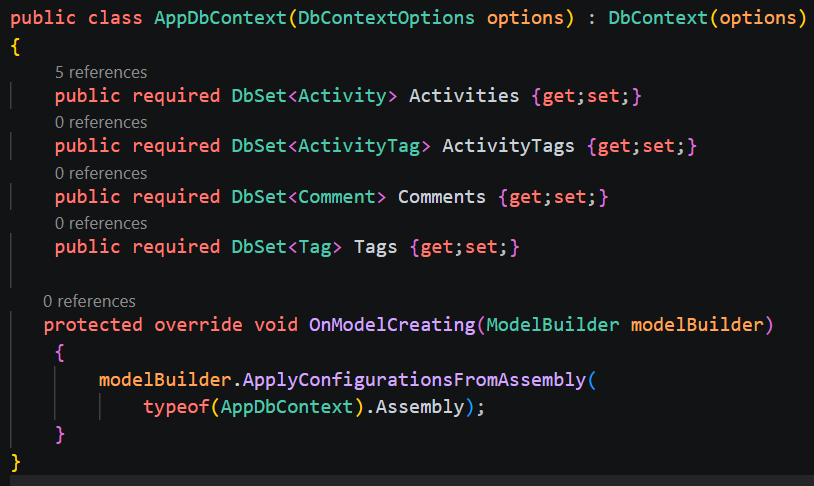 public class AppDbContext(DbContextOptions options) : DbContext(options)
{
5 references
public required DbSet<Activity> Activities {get;set;}
0 references
public required DbSet<ActivityTag> ActivityTags {get;set;}
0 references
public required DbSet<Comment> Comments {get;set;}
0 references
public required DbSet<Tag> Tags {get;set;}
0 references
protected override void OnModelCreating(ModelBuilder modelBuilder)
{
modelBuilder.ApplyConfigurationsFromAssembly(
typeof(AppDbContext).Assembly);
}
}